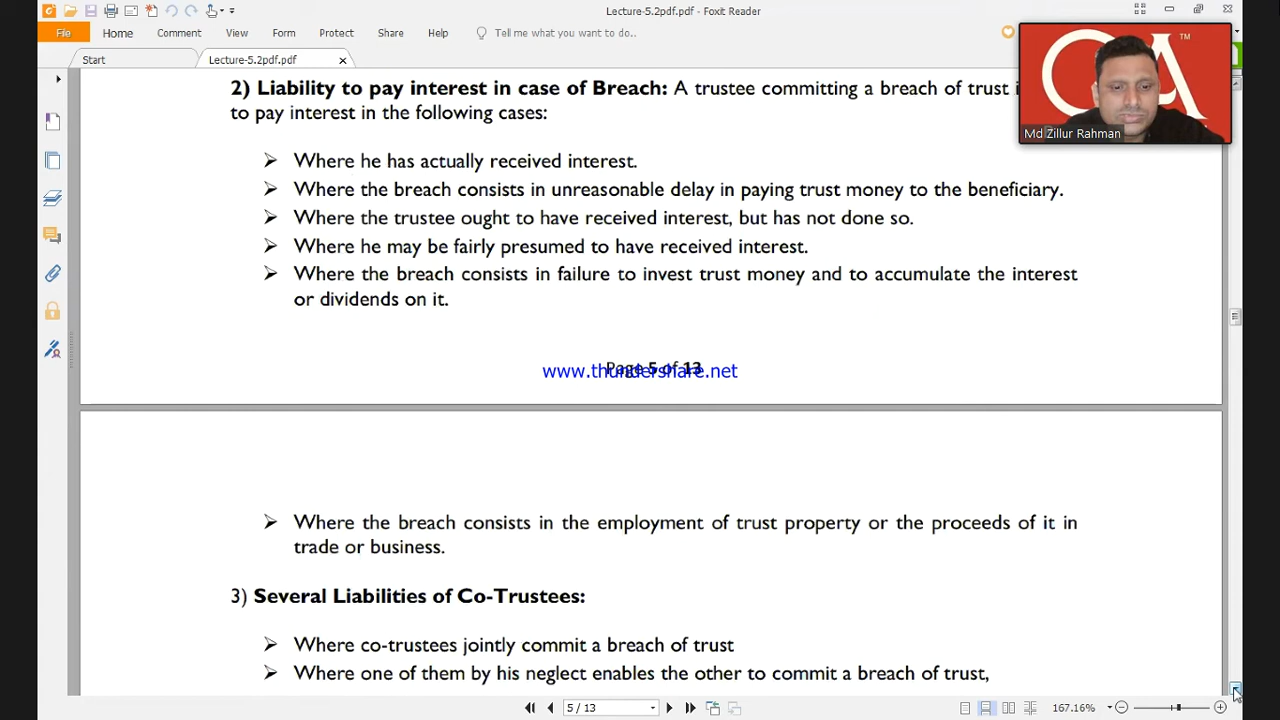 Lecture-5.2pdf.pdf - Foxit Reader
File Home Comment View Form Protect Share Help Tell me what you want to do..
Start Lecture-5.2pdf.pdf
CA TM
Md Zillur Rahman
2) Liability to pay interest in case of Breach: A trustee committing a breach of trust
to pay interest in the following cases:
➢ Where he has actually received interest.
➢ Where the breach consists in unreasonable delay in paying trust money to the beneficiary.
➢ Where the trustee ought to have received interest, but has not done so.
➢ Where he may be fairly presumed to have received interest.
➢ Where the breach consists in failure to invest trust money and to accumulate the interest
or dividends on it.
Page 5 of 13
www.thundershare.net
➢ Where the breach consists in the employment of trust property or the proceeds of it in
trade or business.
3) Several Liabilities of Co-Trustees:
➢ Where co-trustees jointly commit a breach of trust
➢ Where one of them by his neglect enables the other to commit a breach of trust,
5 / 13 167.16%